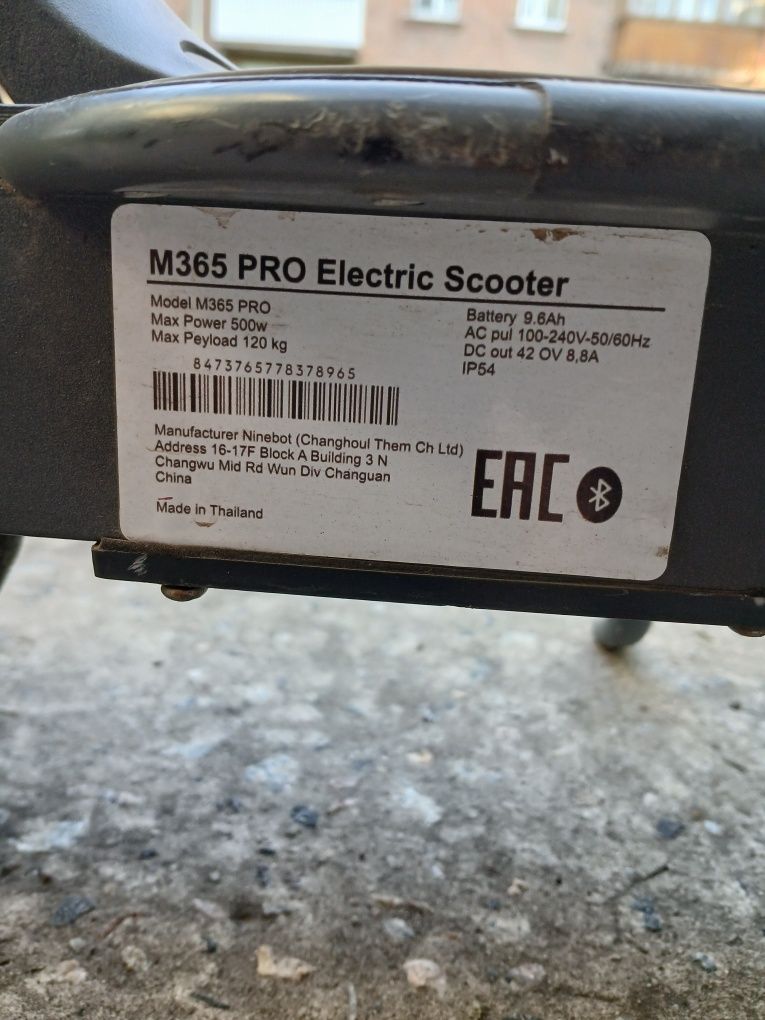 M365 PRO Electric Scooter
Model M365 PRO
Max Power 500w
Max Peyload 120 kg
Battery 9.6Ah
AC pul 100-240V-50/60Hz
DC out 42 OV 8,8A
IP54
8473765778378965
Manufacturer Ninebot (Changhoul Them Ch Ltd)
Address 16-17F Block A Building 3 N
Changwu Mid Rd Wun Div Changuan
China
Made in Thailand
EAC